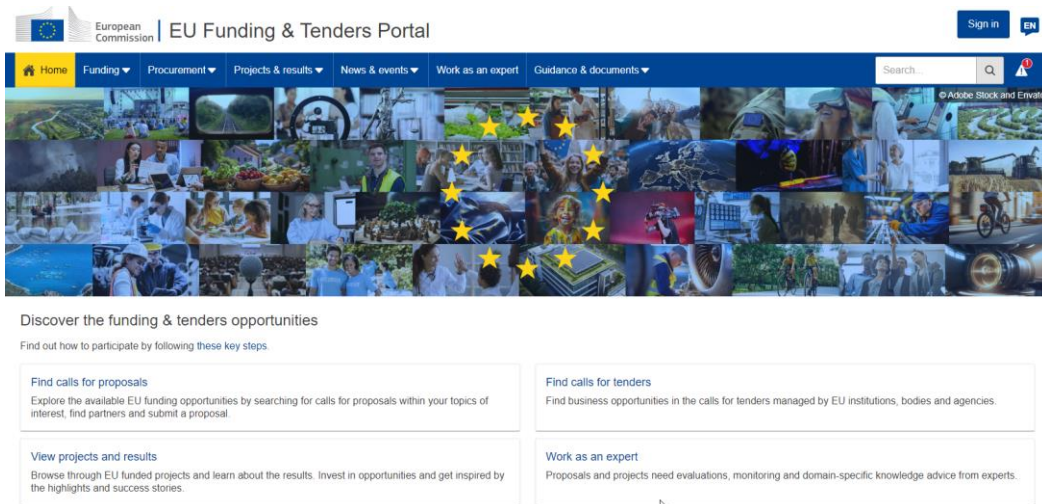 European
Commission
EU Funding & Tenders Portal
Sign in
EN
Home
Funding
Procurement
Projects & results
News & events
Work as an expert
Guidance & documents
Search...
1
© Adobe Stock and Envato
Discover the funding & tenders opportunities
Find out how to participate by following these key steps.
Find calls for proposals
Explore the available EU funding opportunities by searching for calls for proposals within your topics of
interest, find partners and submit a proposal.
Find calls for tenders
Find business opportunities in the calls for tenders managed by EU institutions, bodies and agencies.
View projects and results
Browse through EU funded projects and learn about the results. Invest in opportunities and get inspired by
the highlights and success stories.
Work as an expert
Proposals and projects need evaluations, monitoring and domain-specific knowledge advice from experts.